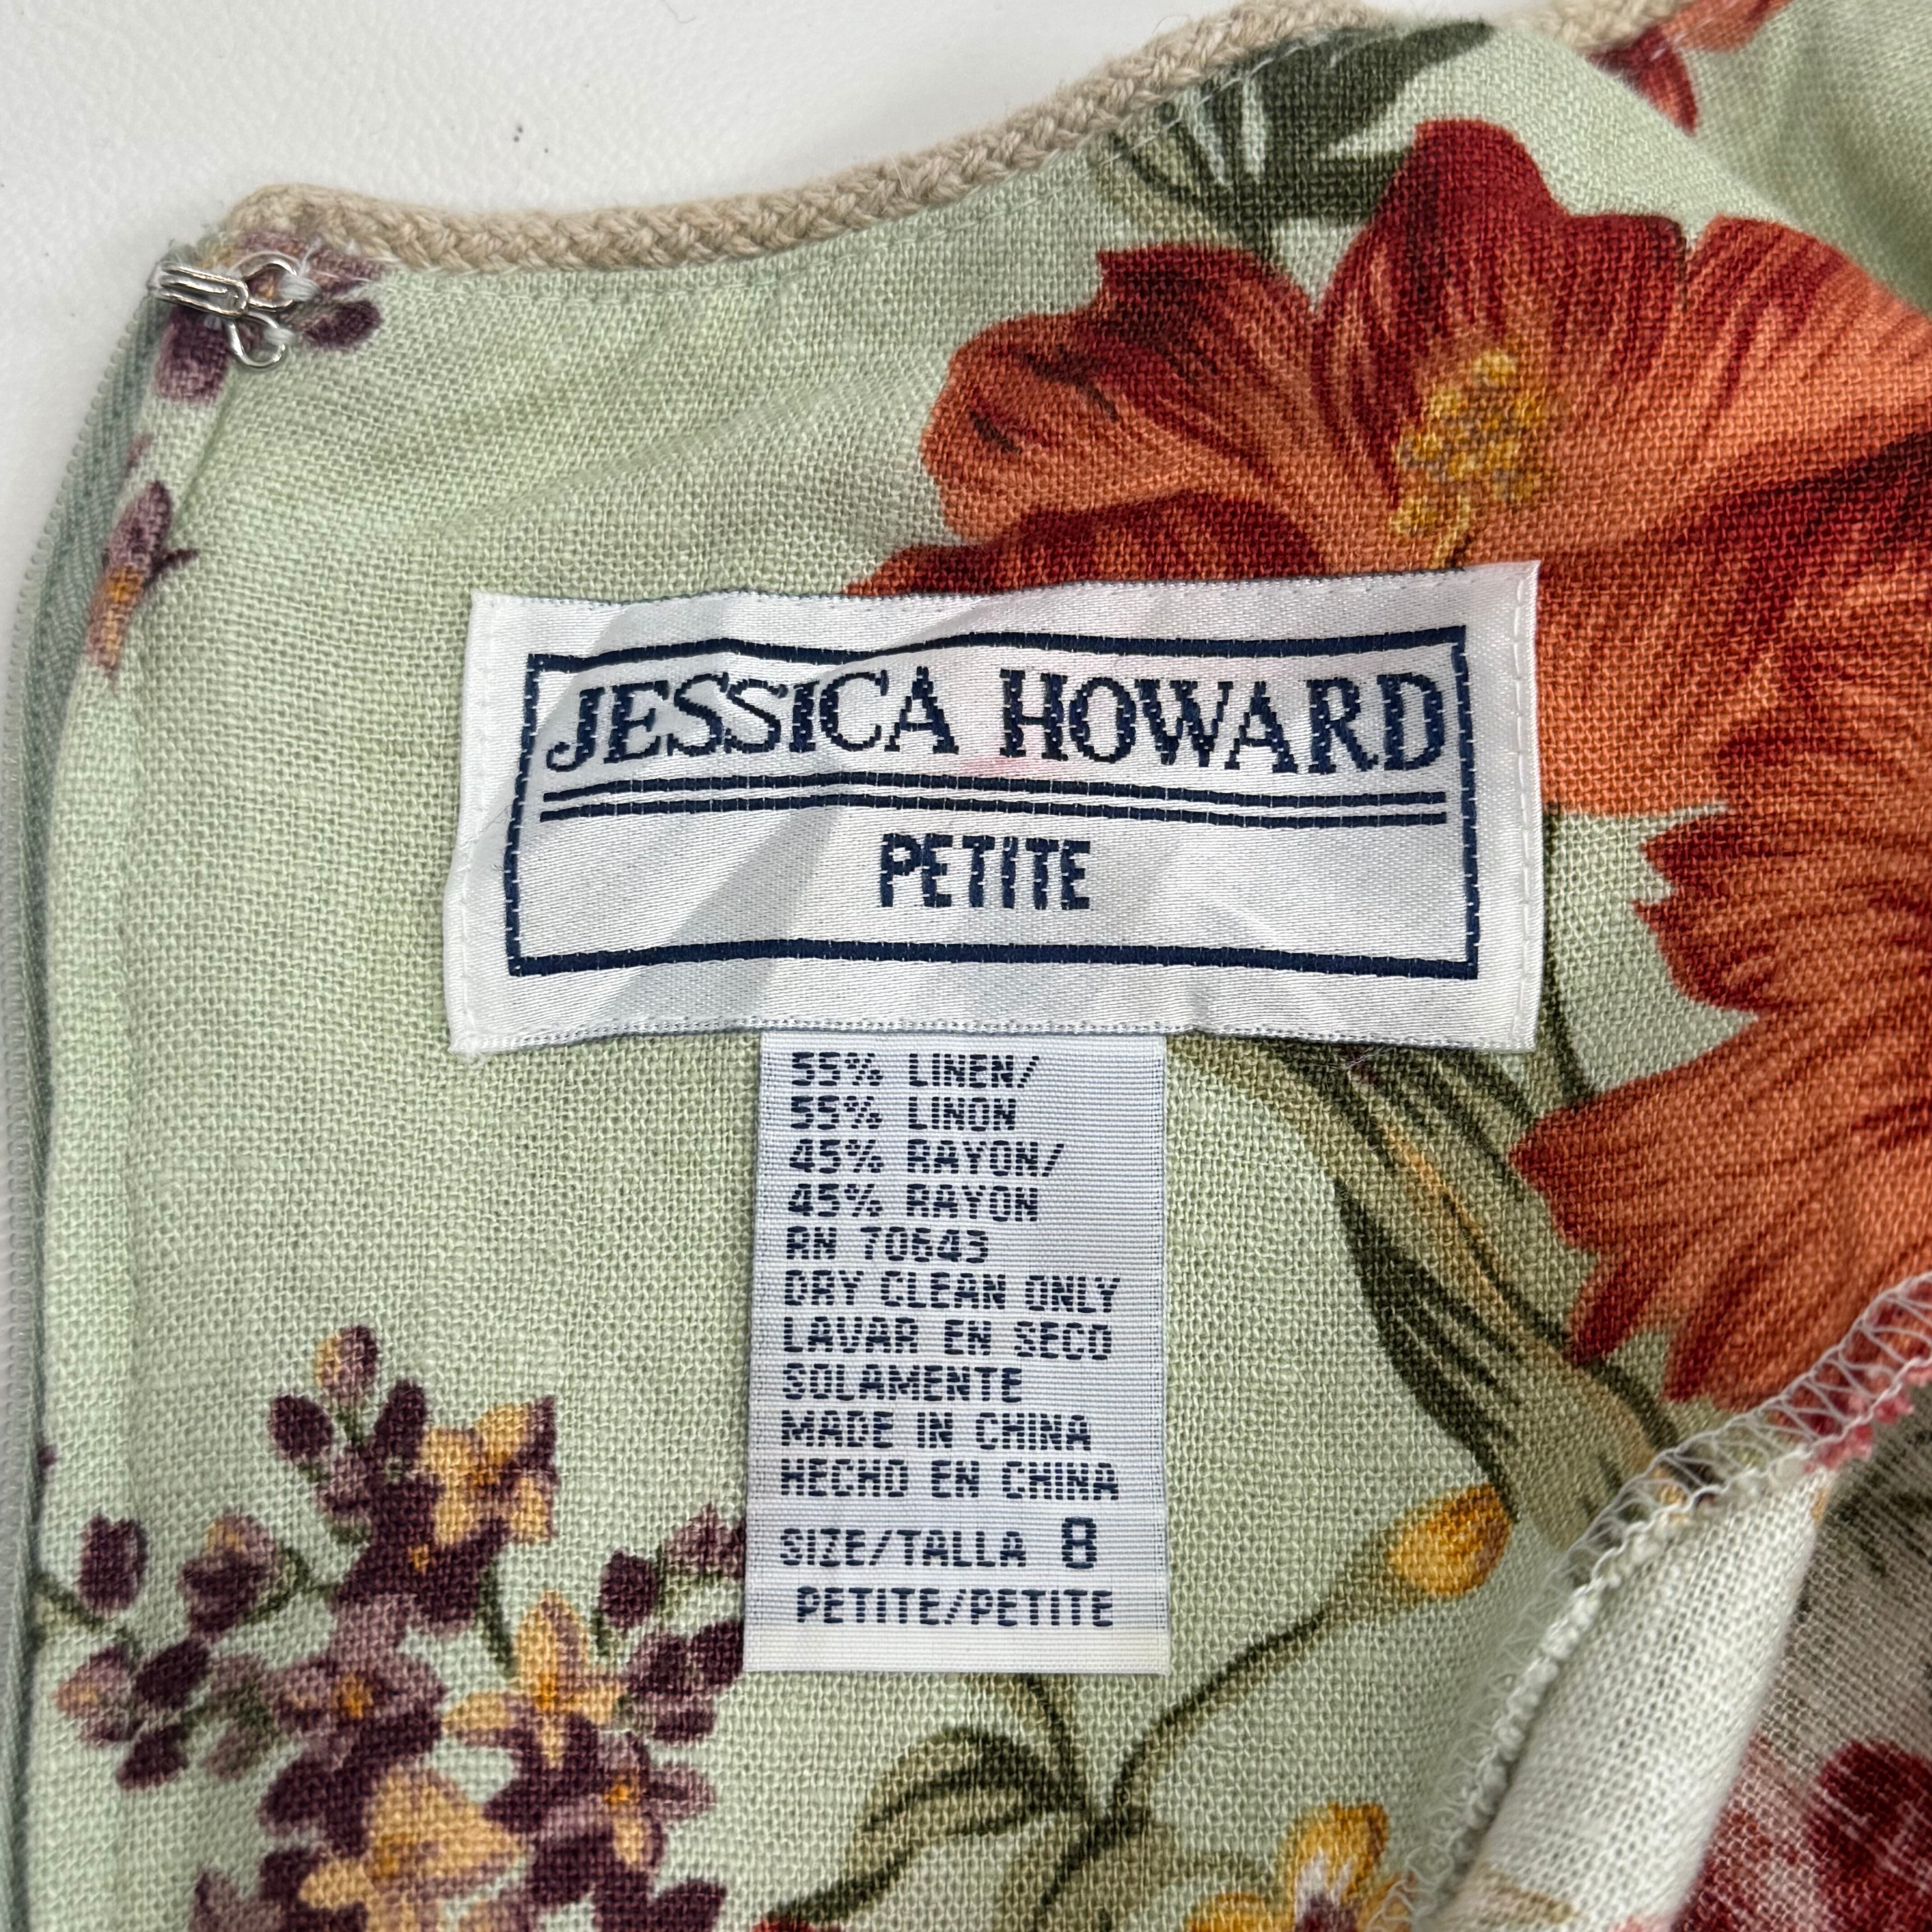 JESSICA HOWARD
PETITE
55% LINEN/
55% LINON
45% RAYON/
45% RAYON
RN 70643
DRY CLEAN ONLY
LAVAR EN SECO
SOLAMENTE
MADE IN CHINA
HECHO EN CHINA
SIZE/TALLA 8
PETITE/PETITE